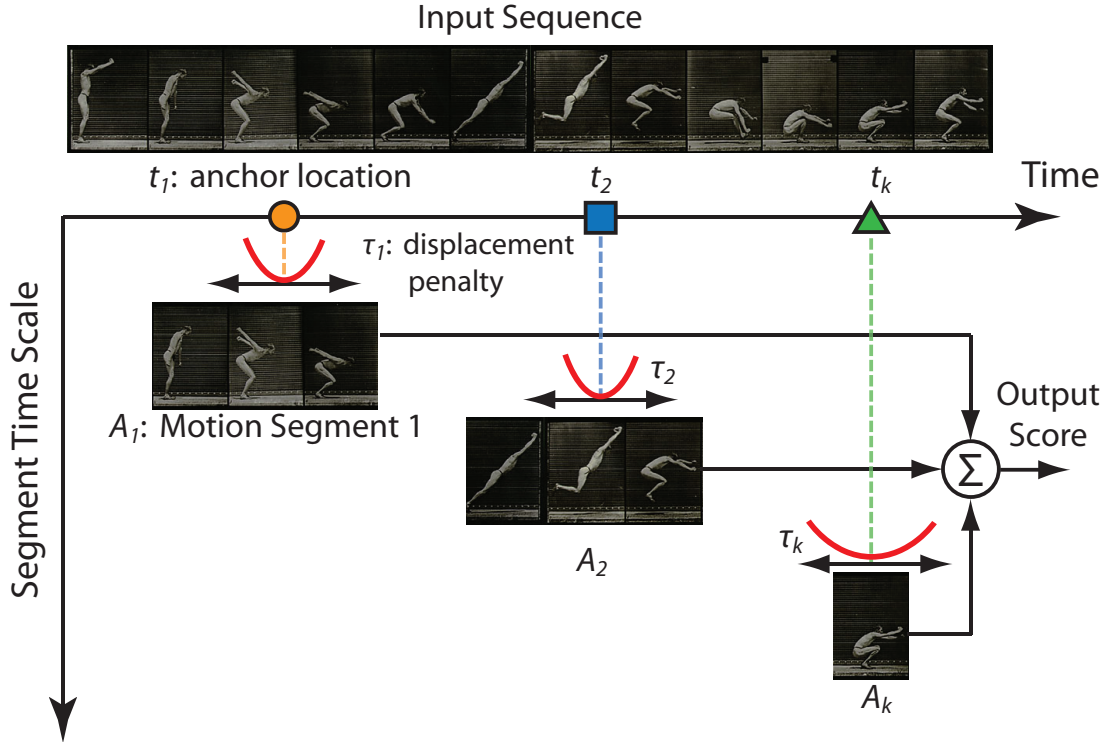 Input Sequence
t₁: anchor location
t₂
tₖ
Time
τ₁: displacement
penalty
Segment Time Scale
τ₂
A₁: Motion Segment 1
Output
Score
Σ
τₖ
A₂
Aₖ